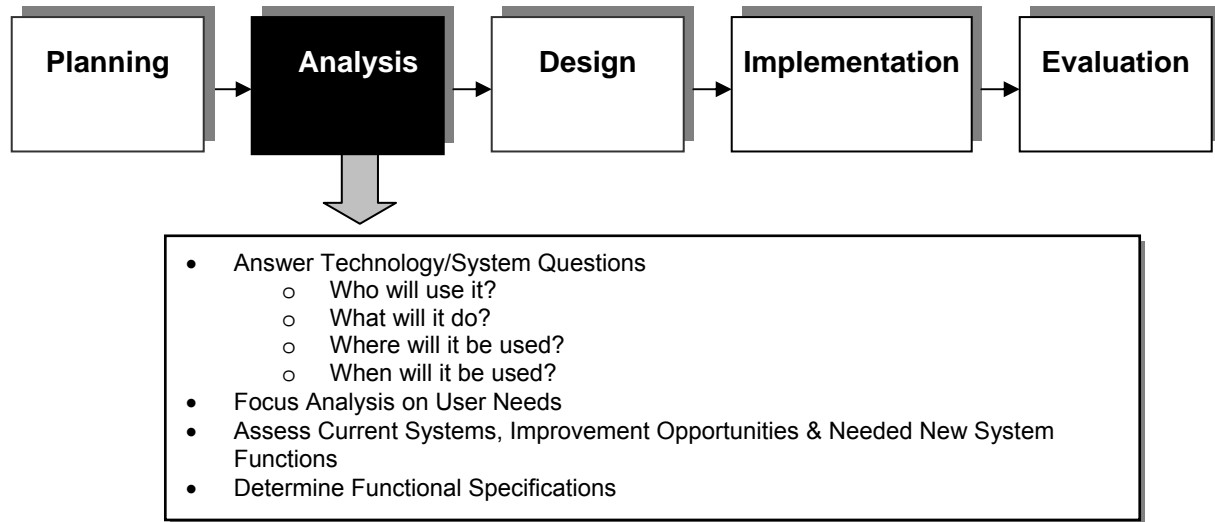 Planning
Analysis
Design
Implementation
Evaluation
• Answer Technology/System Questions
o Who will use it?
o What will it do?
o Where will it be used?
o When will it be used?
• Focus Analysis on User Needs
• Assess Current Systems, Improvement Opportunities & Needed New System
Functions
• Determine Functional Specifications